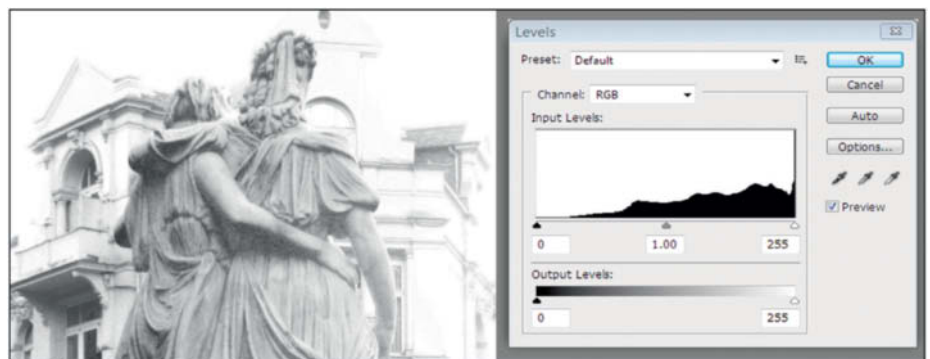 Levels
Preset: Default
OK
Cancel
Channel: RGB
Auto
Input Levels:
Options...
Preview
0 1.00 255
Output Levels:
0 255